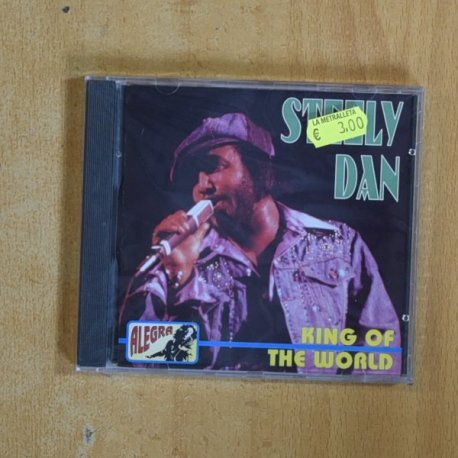 STEELY
DAN
LA METRALLETA
€ 3,00
ALEGRA
KING OF
THE WORLD